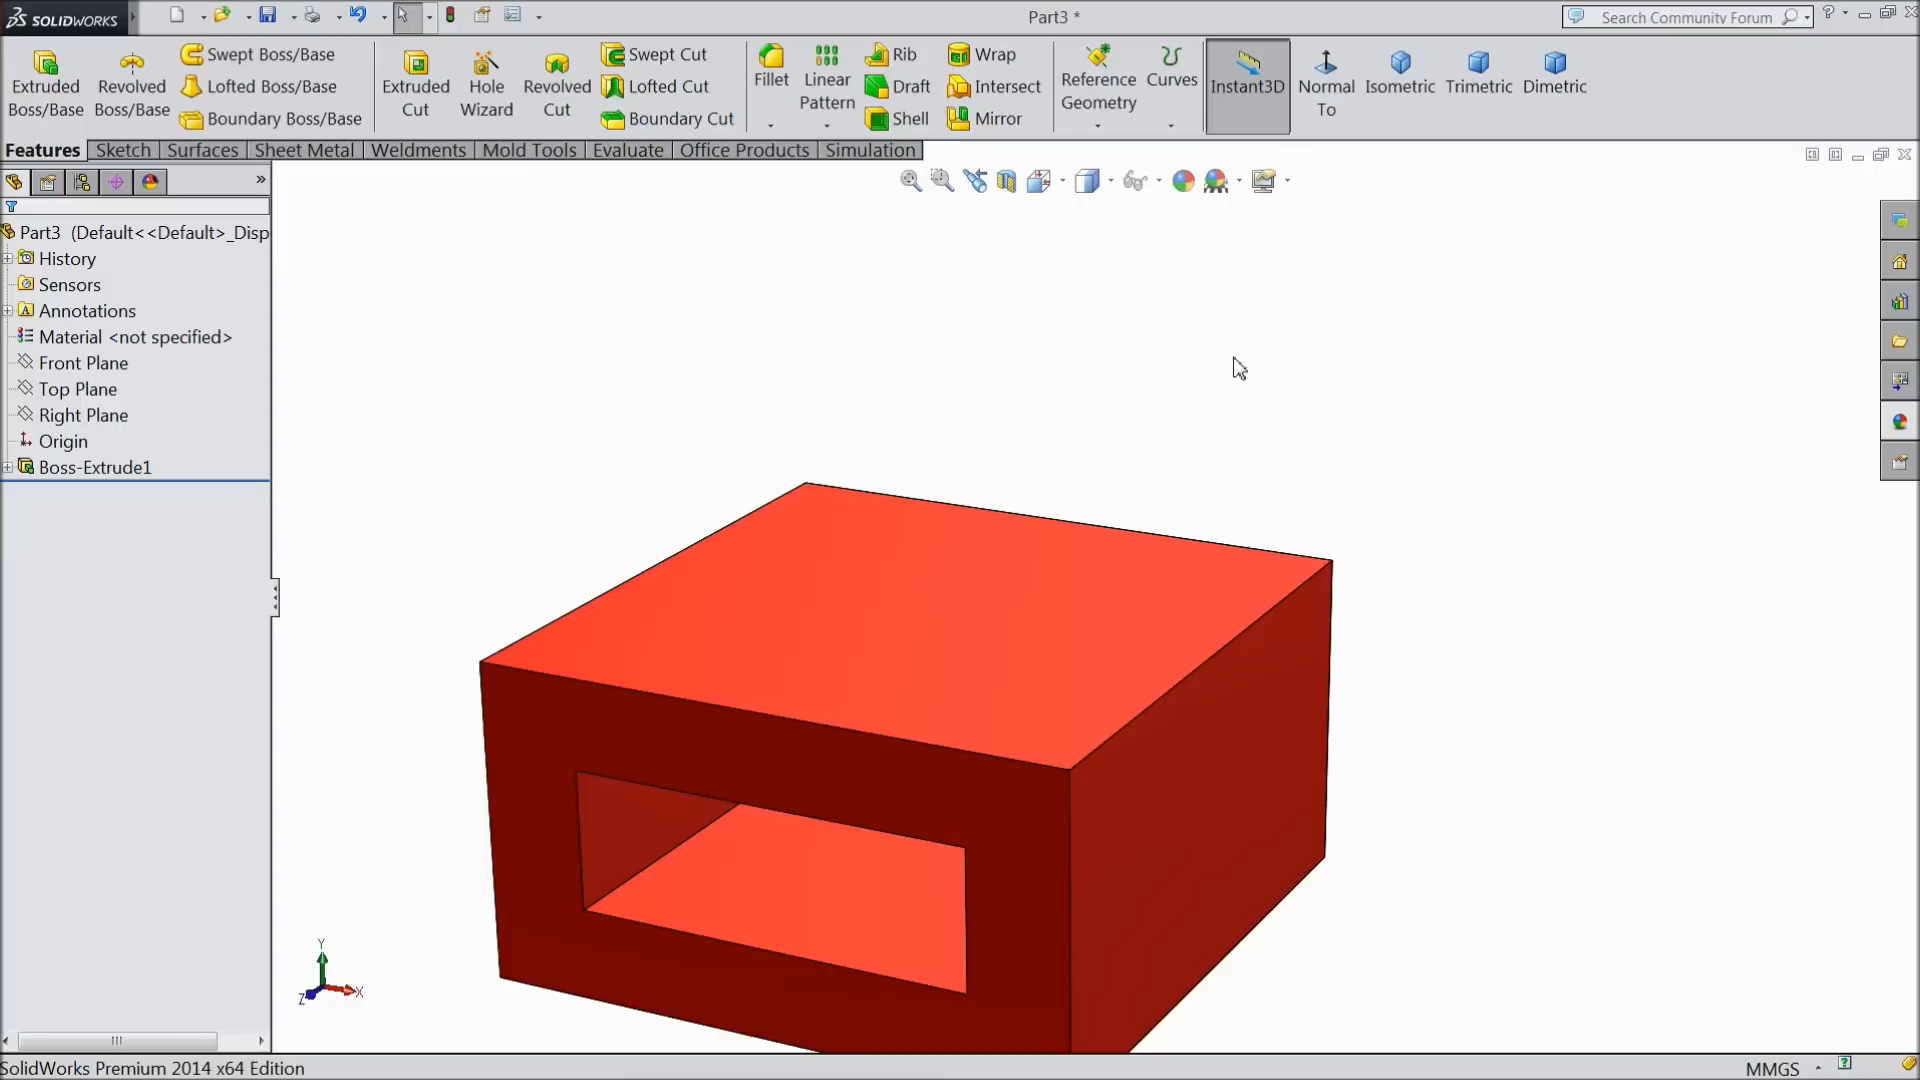 SOLIDWORKS
Part3 *
Search Community Forum
Extruded Boss/Base
Revolved Boss/Base
Swept Boss/Base
Lofted Boss/Base
Boundary Boss/Base
Extruded Cut
Hole Wizard
Revolved Cut
Swept Cut
Lofted Cut
Boundary Cut
Fillet
Linear Pattern
Rib
Draft
Shell
Wrap
Intersect
Mirror
Reference Geometry
Curves
Instant3D
Normal To
Isometric
Trimetric
Dimetric
Features Sketch Surfaces Sheet Metal Weldments Mold Tools Evaluate Office Products Simulation
Part3 (Default<<Default>_Disp
History
Sensors
Annotations
Material <not specified>
Front Plane
Top Plane
Right Plane
Origin
Boss-Extrude1
Y
Z
X
SolidWorks Premium 2014 x64 Edition
MMGS